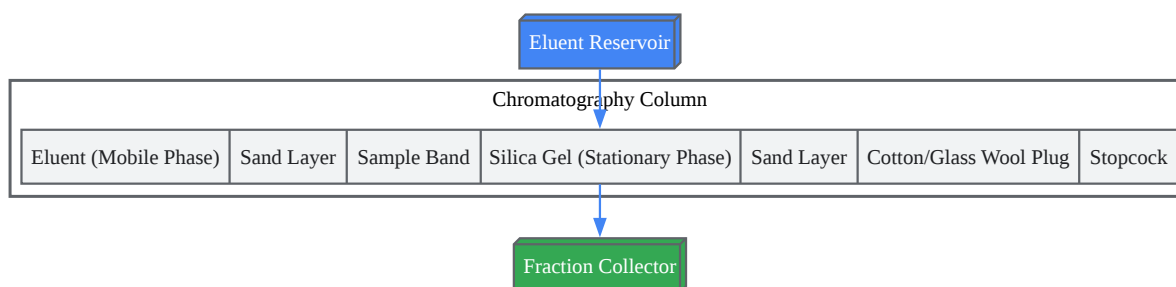 Eluent Reservoir
Chromatography Column
Eluent (Mobile Phase) Sand Layer Sample Band Silica Gel (Stationary Phase) Sand Layer Cotton/Glass Wool Plug Stopcock
Fraction Collector